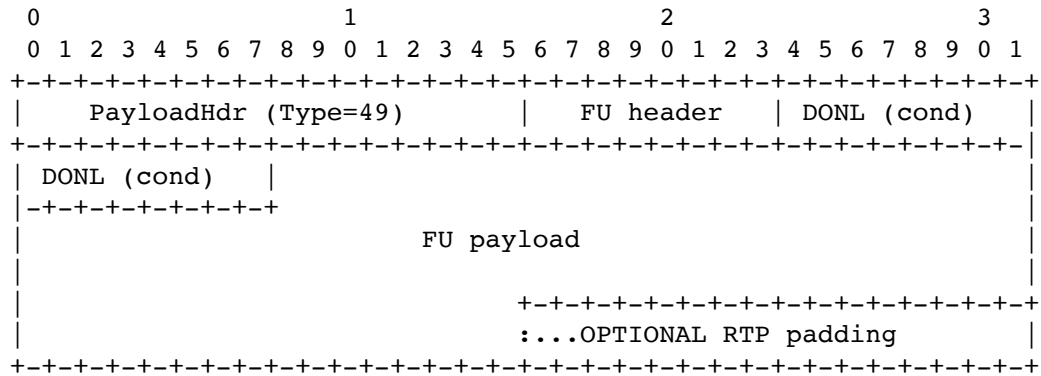 0                   1                   2                   3
 0 1 2 3 4 5 6 7 8 9 0 1 2 3 4 5 6 7 8 9 0 1 2 3 4 5 6 7 8 9 0 1
+-+-+-+-+-+-+-+-+-+-+-+-+-+-+-+-+-+-+-+-+-+-+-+-+-+-+-+-+-+-+-+-+
|    PayloadHdr (Type=49)       |   FU header   | DONL (cond)   |
+-+-+-+-+-+-+-+-+-+-+-+-+-+-+-+-+-+-+-+-+-+-+-+-+-+-+-+-+-+-+-+-|
| DONL (cond)   |                                               |
|-+-+-+-+-+-+-+-+                                               |
|                         FU payload                            |
|                                                               |
|                               +-+-+-+-+-+-+-+-+-+-+-+-+-+-+-+-+
|                               :...OPTIONAL RTP padding        |
+-+-+-+-+-+-+-+-+-+-+-+-+-+-+-+-+-+-+-+-+-+-+-+-+-+-+-+-+-+-+-+-+